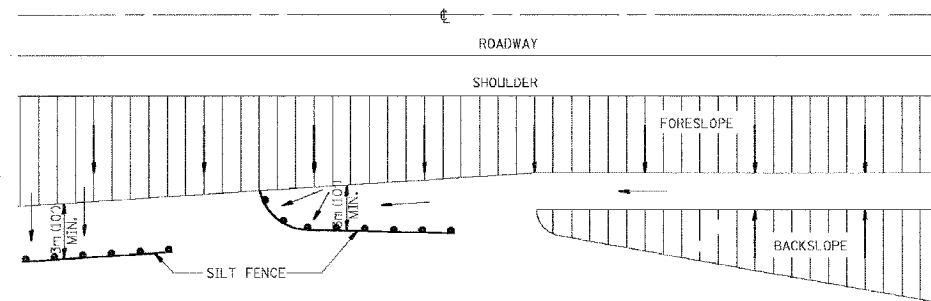 ℄
ROADWAY
SHOULDER
FORESLOPE
3m (10')
MIN.
3m (10')
MIN.
BACKSLOPE
SILT FENCE